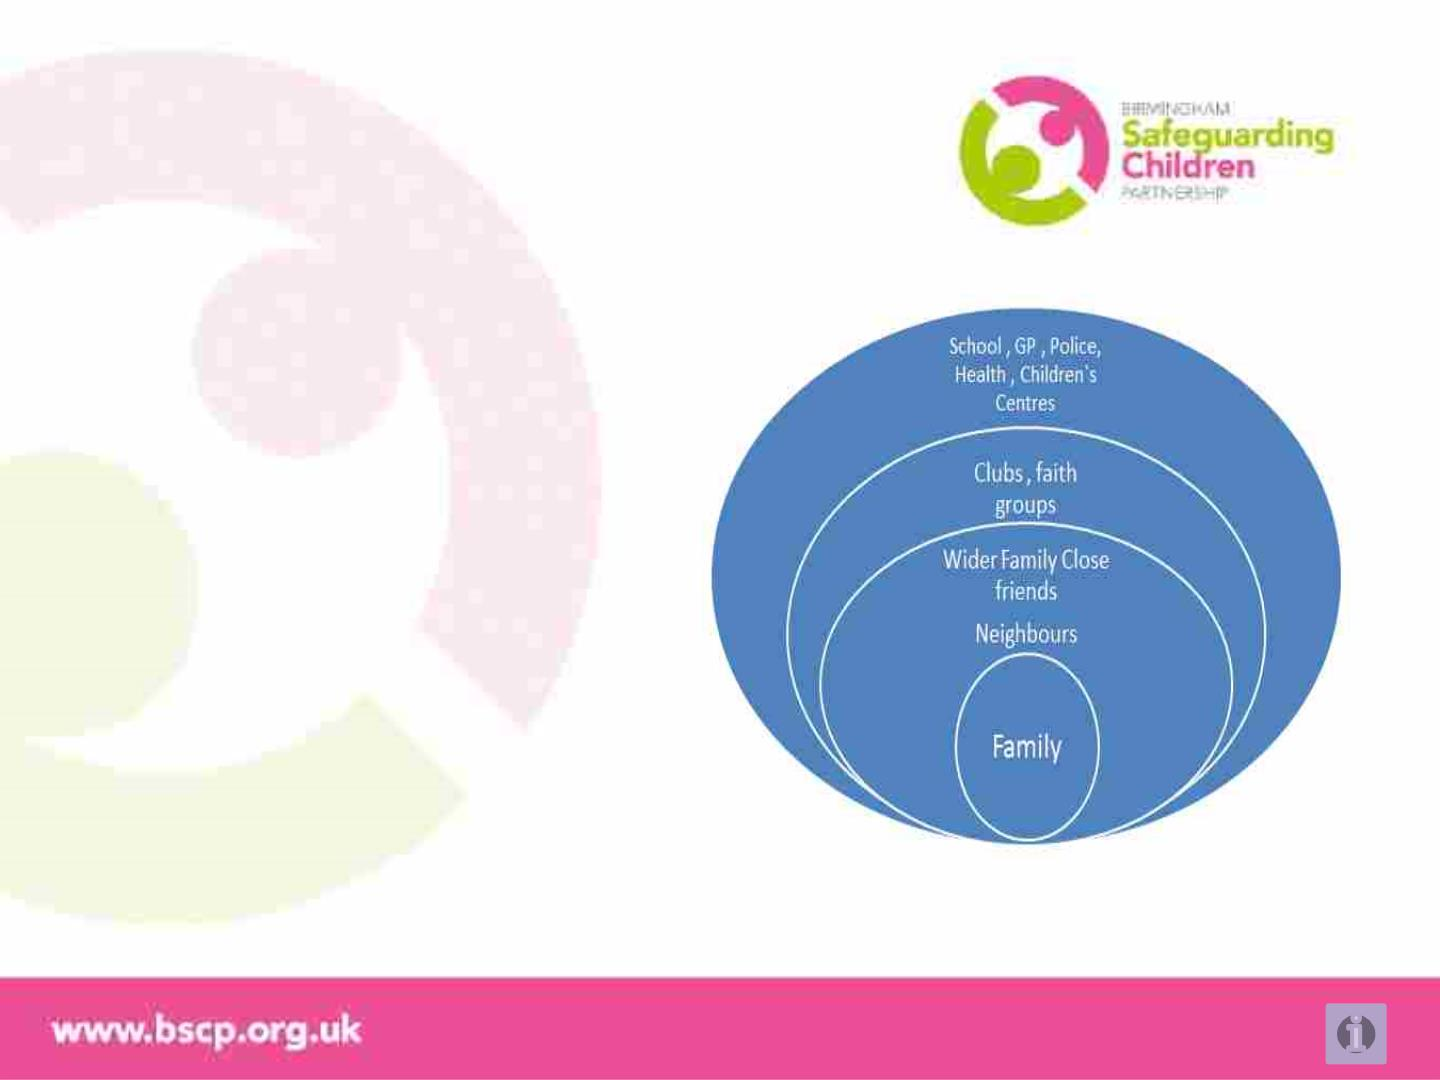 BIRMINGHAM
Safeguarding
Children
PARTNERSHIP
School , GP , Police,
Health , Children's
Centres
Clubs , faith
groups
Wider Family Close
friends
Neighbours
Family
www.bscp.org.uk